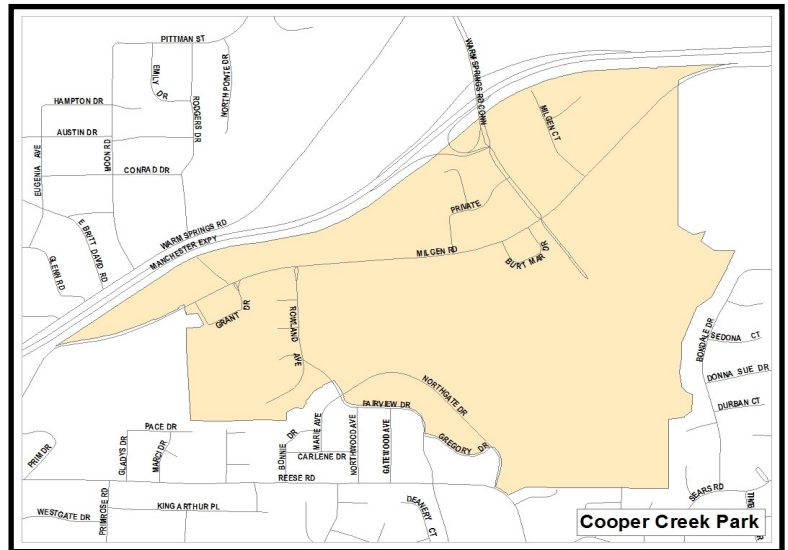 PITTMAN ST
EMILY DR
RODGERS DR
NORTH POINTE DR
WARM SPRINGS RD CONN
HAMPTON DR
MILGEN CT
AUSTIN DR
EUGENIA AVE
MOON RD
CONRAD DR
PRIVATE
E BRITT DAVID RD
WARM SPRINGS RD
MANCHESTER EXPY
GLENN RD
MILGEN RD
BURT MAR DR
GRANT DR
ROWLAND AVE
BONDALE DR
SEDONA CT
NORTHGATE DR
DONNA SUE DR
FAIRVIEW DR
DURBAN CT
PACE DR
GLADYS DR
MARCI DR
BONNIE DR
MARIE AVE
NORTHWOOD AVE
GATEWOOD AVE
GREGORY DR
PRIM DR
CARLENE DR
REESE RD
SEARS RD
PRIMROSE RD
KING ARTHUR PL
DEANERY CT
WESTGATE DR
Cooper Creek Park